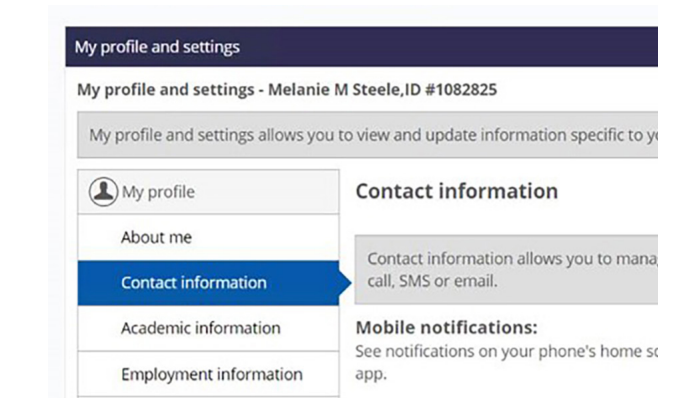 My profile and settings
My profile and settings - Melanie M Steele,ID #1082825
My profile and settings allows you to view and update information specific to
My profile
About me
Contact information
Academic information
Employment information
Contact information
Contact information allows you to
call, SMS or email.
Mobile notifications:
See notifications on your phone's home
app.